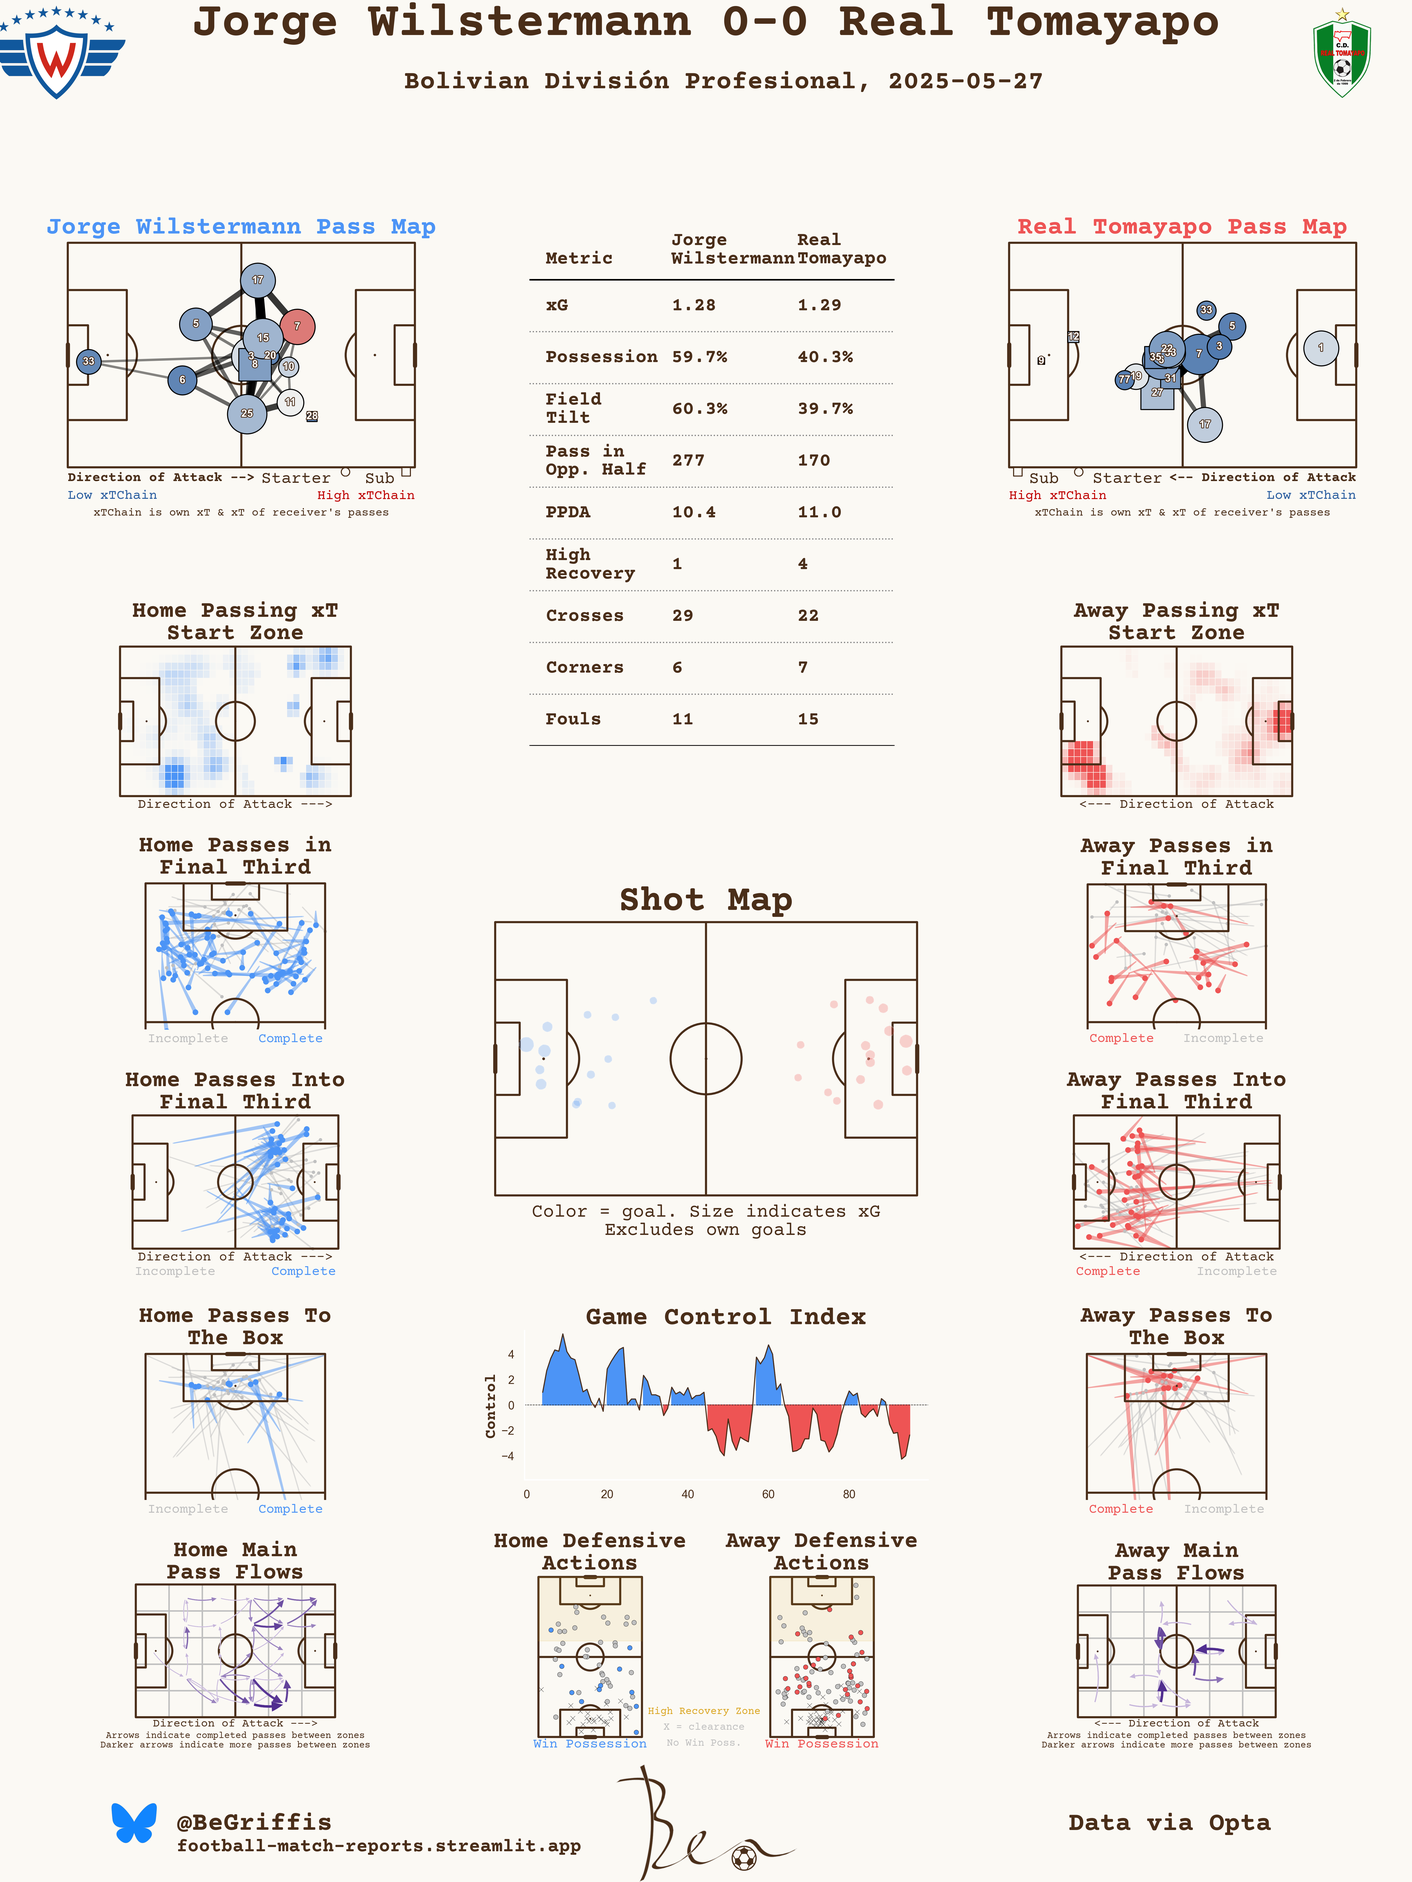 Jorge Wilstermann 0-0 Real Tomayapo
Bolivian División Profesional, 2025-05-27
W
C.D.
REAL TOMAYAPO
Jorge Wilstermann Pass Map
17
5
7
15
3
20
8
33
10
6
11
25
28
Direction of Attack --> Starter Sub
Low xTChain High xTChain
xTChain is own xT & xT of receiver's passes
Metric Jorge Wilstermann Real Tomayapo
xG 1.28 1.29
Possession 59.7% 40.3%
Field Tilt 60.3% 39.7%
Pass in Opp. Half 277 170
PPDA 10.4 11.0
High Recovery 1 4
Crosses 29 22
Corners 6 7
Fouls 11 15
Real Tomayapo Pass Map
33
5
12
22
3
7
1
9
35
19
77
31
27
17
Sub Starter <-- Direction of Attack
High xTChain Low xTChain
xTChain is own xT & xT of receiver's passes
Home Passing xT
Start Zone
Direction of Attack --->
Away Passing xT
Start Zone
<--- Direction of Attack
Home Passes in
Final Third
Incomplete Complete
Away Passes in
Final Third
Complete Incomplete
Shot Map
Color = goal. Size indicates xG
Excludes own goals
Home Passes Into
Final Third
Direction of Attack --->
Incomplete Complete
Away Passes Into
Final Third
<--- Direction of Attack
Complete Incomplete
Home Passes To
The Box
Incomplete Complete
Game Control Index
Control
4
2
0
−2
−4
0 20 40 60 80
Away Passes To
The Box
Complete Incomplete
Home Main
Pass Flows
Direction of Attack --->
Arrows indicate completed passes between zones
Darker arrows indicate more passes between zones
Home Defensive
Actions
Win Possession
High Recovery Zone
X = clearance
No Win Poss.
Away Defensive
Actions
Win Possession
Away Main
Pass Flows
<--- Direction of Attack
Arrows indicate completed passes between zones
Darker arrows indicate more passes between zones
@BeGriffis
football-match-reports.streamlit.app
Ben
Data via Opta